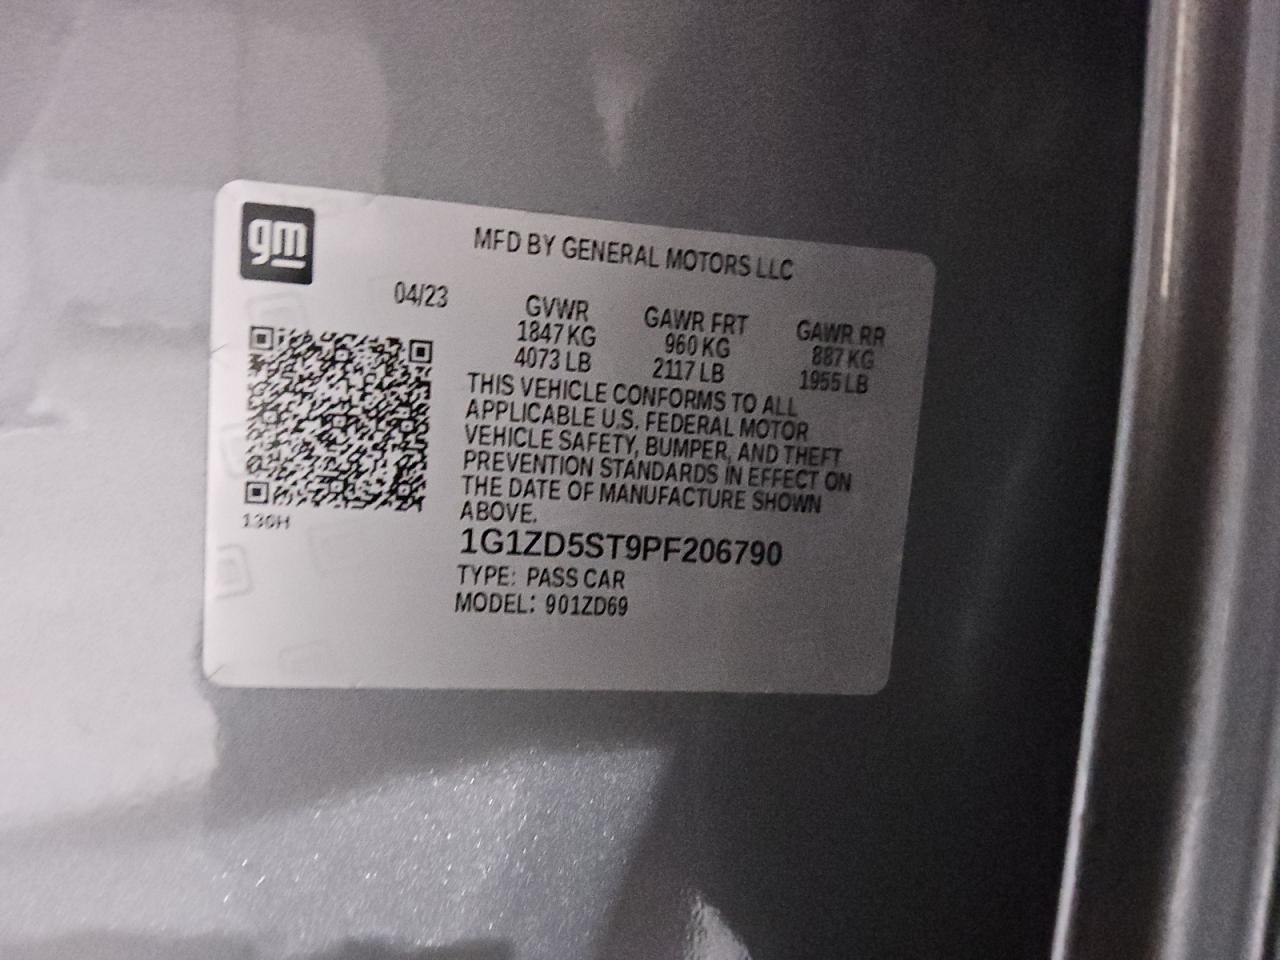 gm
MFD BY GENERAL MOTORS LLC
04/23
GVWR GAWR FRT GAWR RR
1847 KG 960 KG 887 KG
4073 LB 2117 LB 1955 LB
THIS VEHICLE CONFORMS TO ALL
APPLICABLE U.S. FEDERAL MOTOR
VEHICLE SAFETY, BUMPER, AND THEFT
PREVENTION STANDARDS IN EFFECT ON
THE DATE OF MANUFACTURE SHOWN
ABOVE.
130H
1G1ZD5ST9PF206790
TYPE: PASS CAR
MODEL: 901ZD69